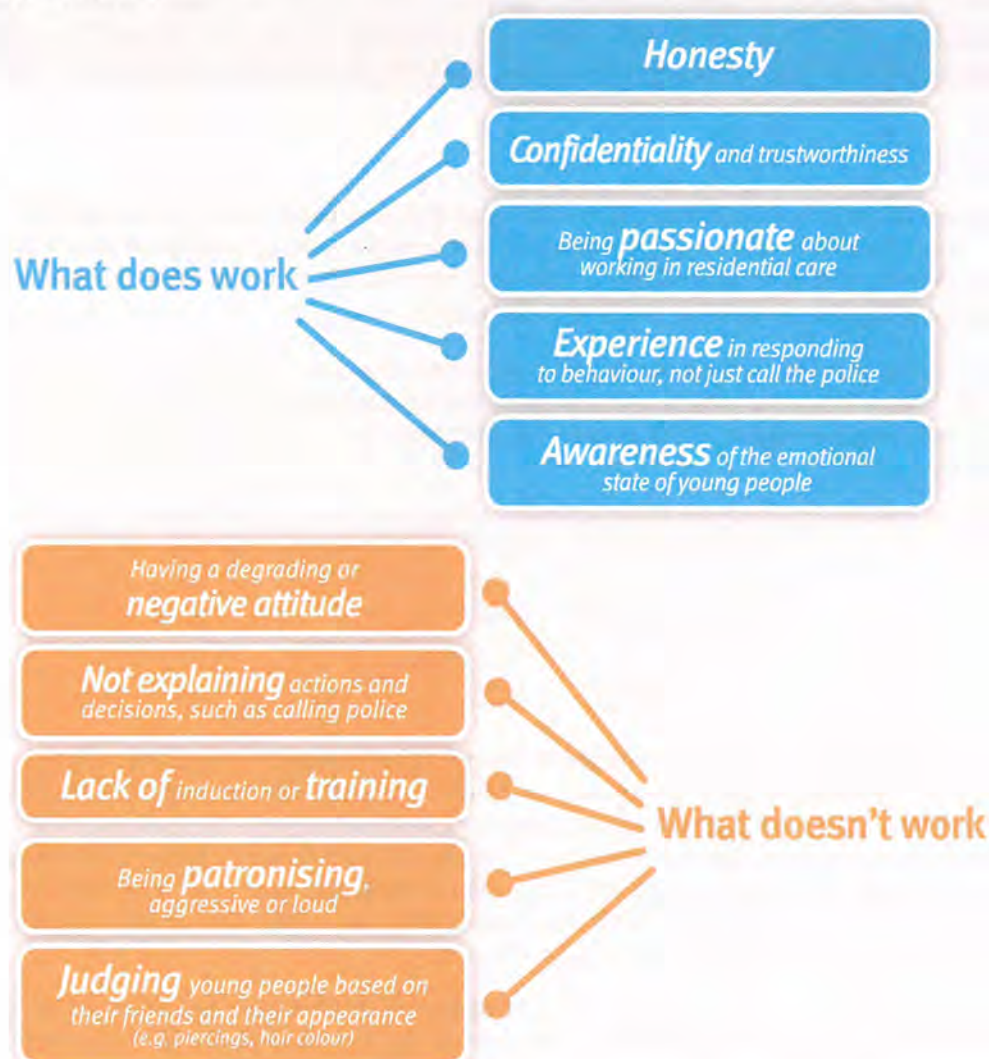 Honesty
Confidentiality and trustworthiness
What does work
Being passionate about
working in residential care
Experience in responding
to behaviour, not just call the police
Awareness of the emotional
state of young people
Having a degrading or
negative attitude
Not explaining actions and
decisions, such as calling police
Lack of induction or training
What doesn't work
Being patronising,
aggressive or loud
Judging young people based on
their friends and their appearance
(e.g. piercings, hair colour)